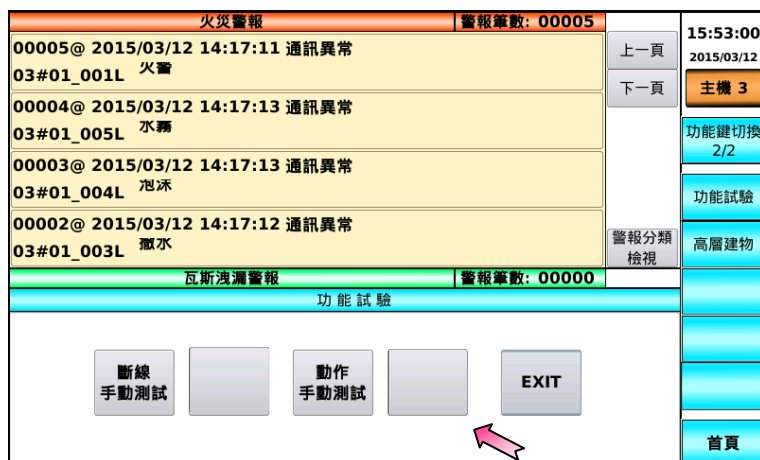 火災警報
警報筆數: 00005
00005@ 2015/03/12 14:17:11 通訊異常
03#01_001L 火警
00004@ 2015/03/12 14:17:13 通訊異常
03#01_005L 水霧
00003@ 2015/03/12 14:17:13 通訊異常
03#01_004L 泡沫
00002@ 2015/03/12 14:17:12 通訊異常
03#01_003L 撒水
上一頁
下一頁
警報分類
檢視
瓦斯洩漏警報
警報筆數: 00000
功能試驗
斷線
手動測試
動作
手動測試
EXIT
15:53:00
2015/03/12
主機 3
功能鍵切換
2/2
功能試驗
高層建物
首頁